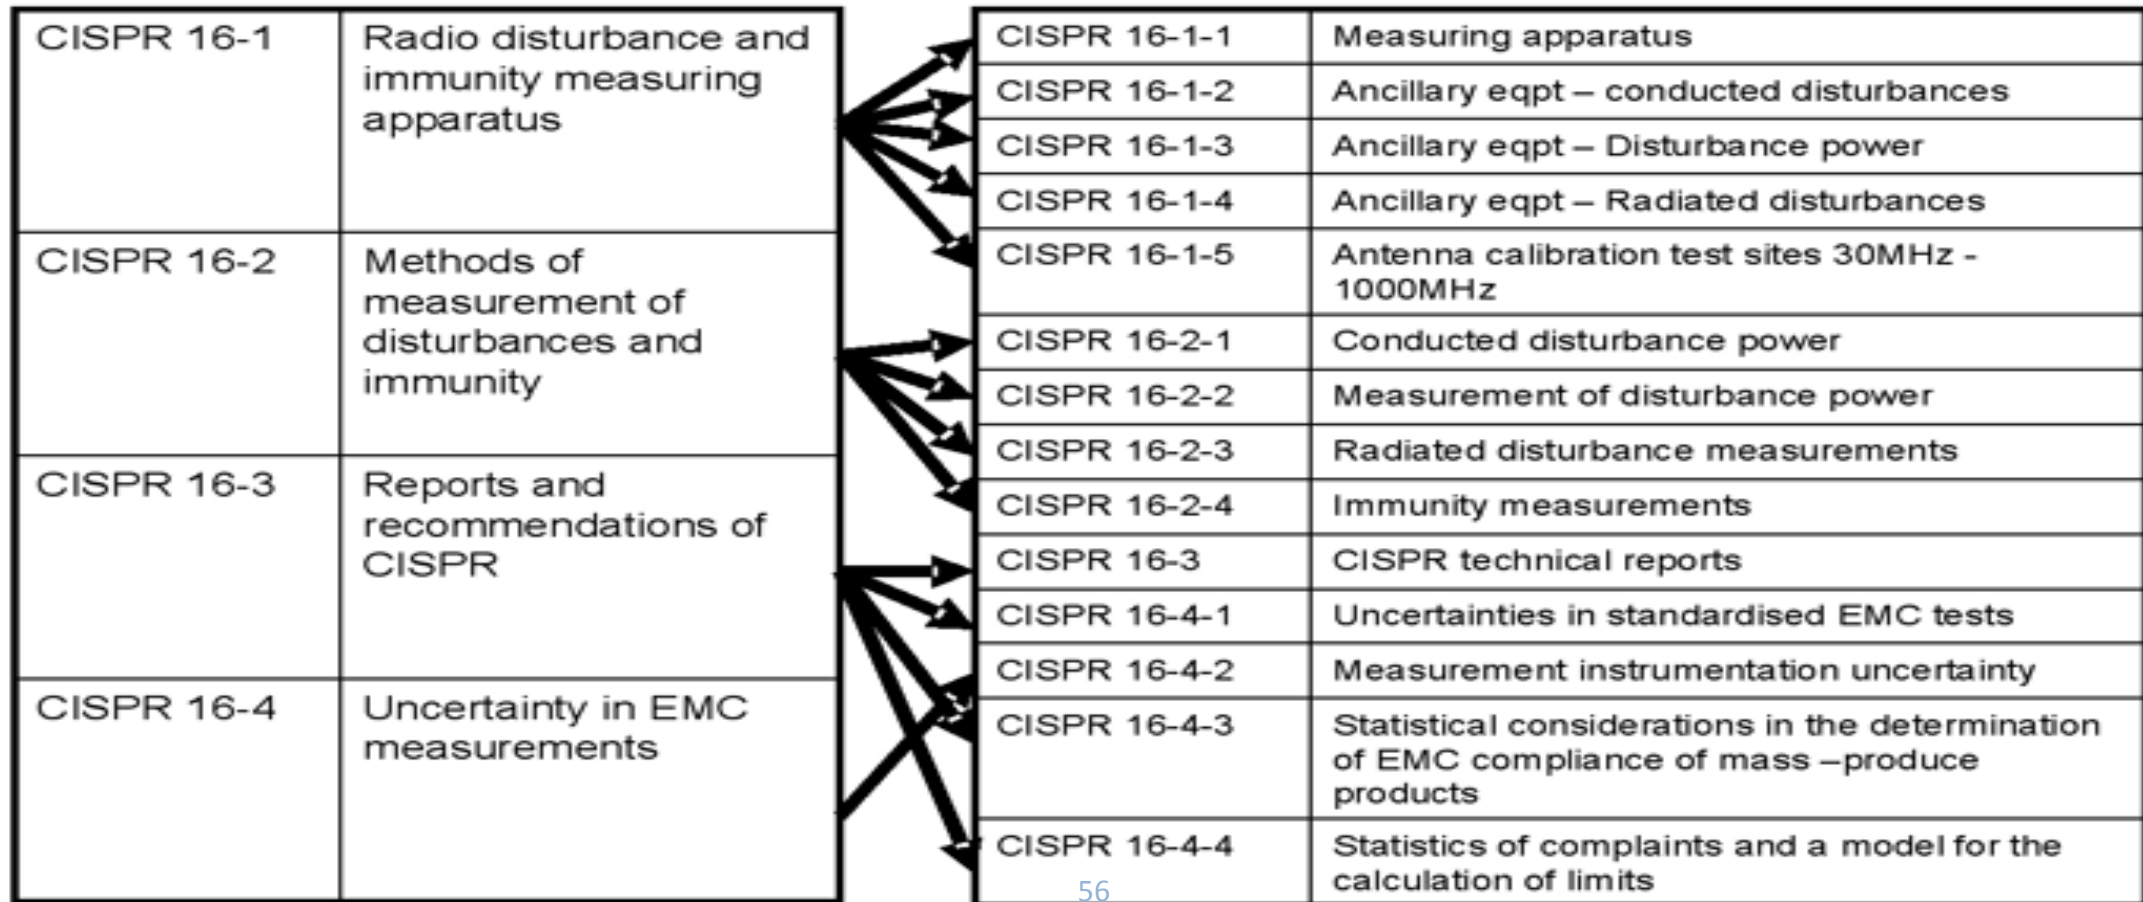 CISPR 16-1
Radio disturbance and
immunity measuring
apparatus
CISPR 16-2
Methods of
measurement of
disturbances and
immunity
CISPR 16-3
Reports and
recommendations of
CISPR
CISPR 16-4
Uncertainty in EMC
measurements
CISPR 16-1-1
Measuring apparatus
CISPR 16-1-2
Ancillary eqpt – conducted disturbances
CISPR 16-1-3
Ancillary eqpt – Disturbance power
CISPR 16-1-4
Ancillary eqpt – Radiated disturbances
CISPR 16-1-5
Antenna calibration test sites 30MHz -
1000MHz
CISPR 16-2-1
Conducted disturbance power
CISPR 16-2-2
Measurement of disturbance power
CISPR 16-2-3
Radiated disturbance measurements
CISPR 16-2-4
Immunity measurements
CISPR 16-3
CISPR technical reports
CISPR 16-4-1
Uncertainties in standardised EMC tests
CISPR 16-4-2
Measurement instrumentation uncertainty
CISPR 16-4-3
Statistical considerations in the determination
of EMC compliance of mass –produce
products
CISPR 16-4-4
Statistics of complaints and a model for the
calculation of limits
56